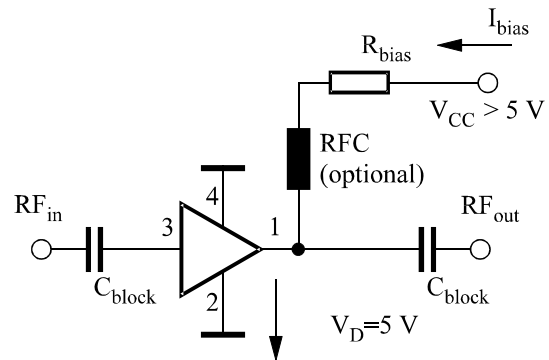 I_bias
R_bias
V_CC > 5 V
RFC
(optional)
RF_in
4
RF_out
3
1
C_block
2
C_block
V_D=5 V